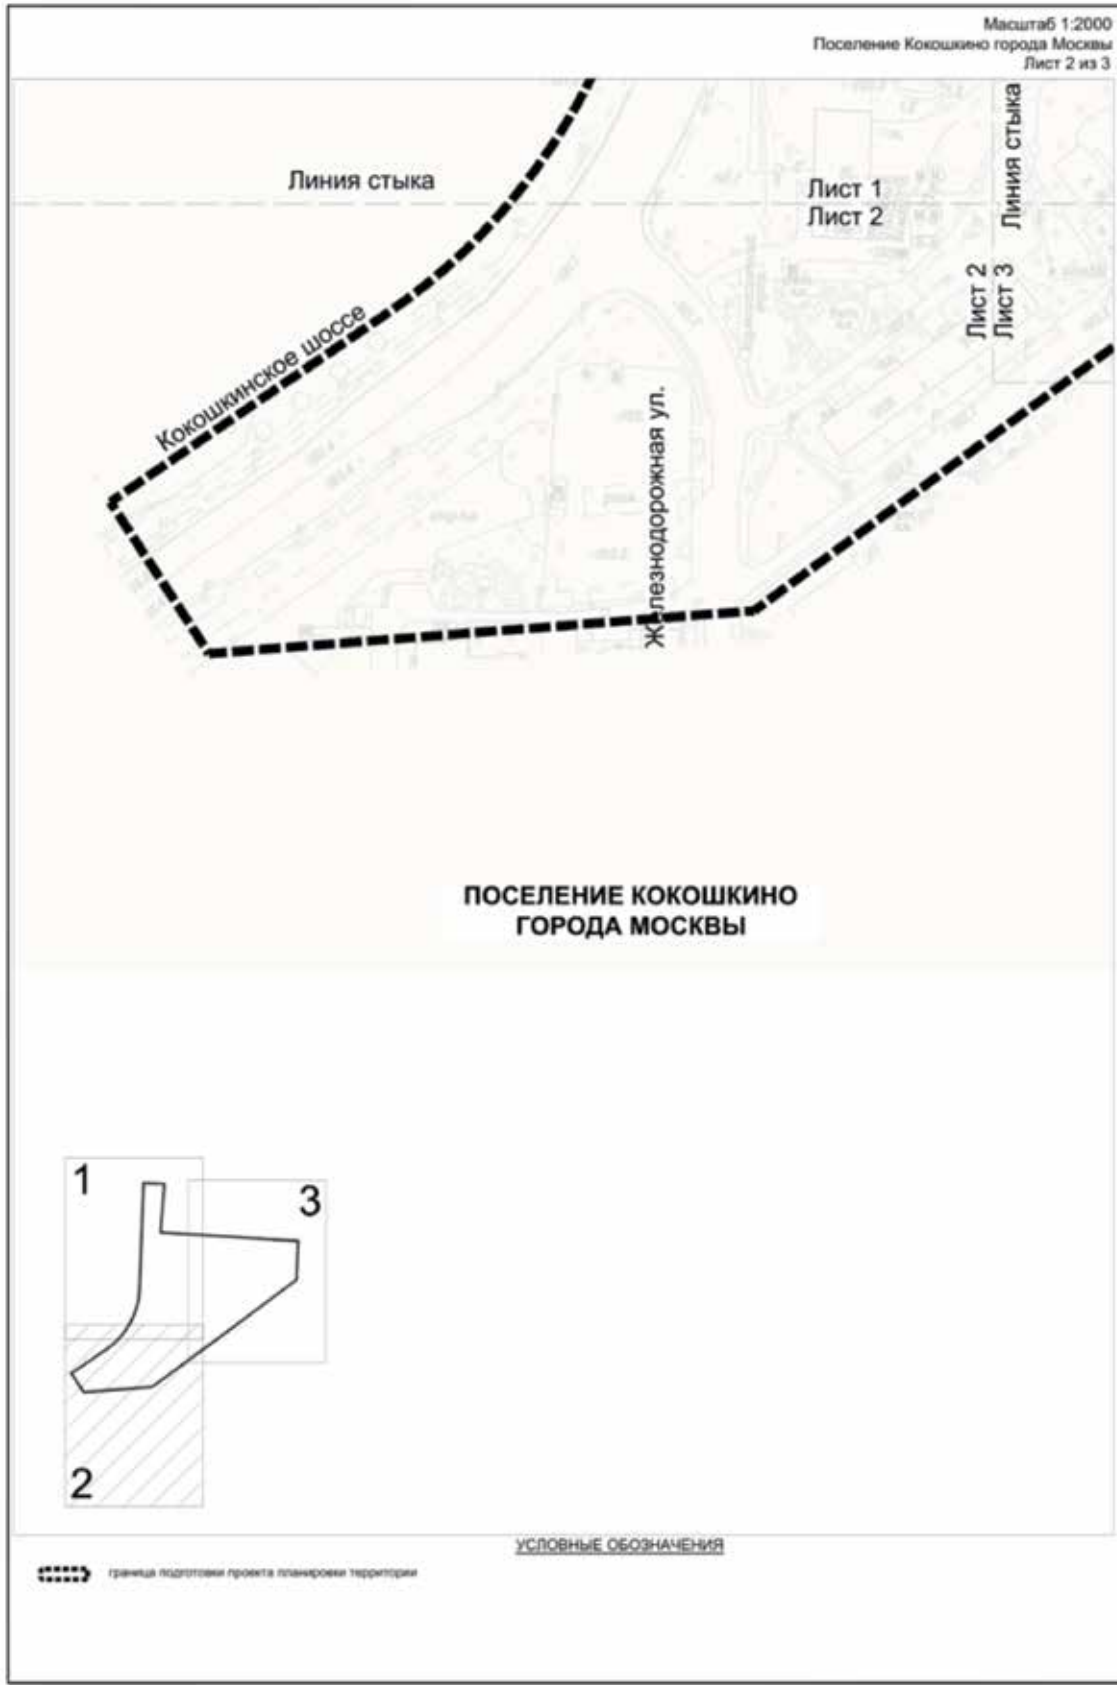 Масштаб 1:2000
Поселение Кокошкино города Москвы
Лист 2 из 3
Линия стыка
Лист 1
Лист 2
Линия стыка
Лист 2
Лист 3
Кокошкинское шоссе
Железнодорожная ул.
ПОСЕЛЕНИЕ КОКОШКИНО
ГОРОДА МОСКВЫ
1
3
2
УСЛОВНЫЕ ОБОЗНАЧЕНИЯ
граница подготовки проекта планировки территории